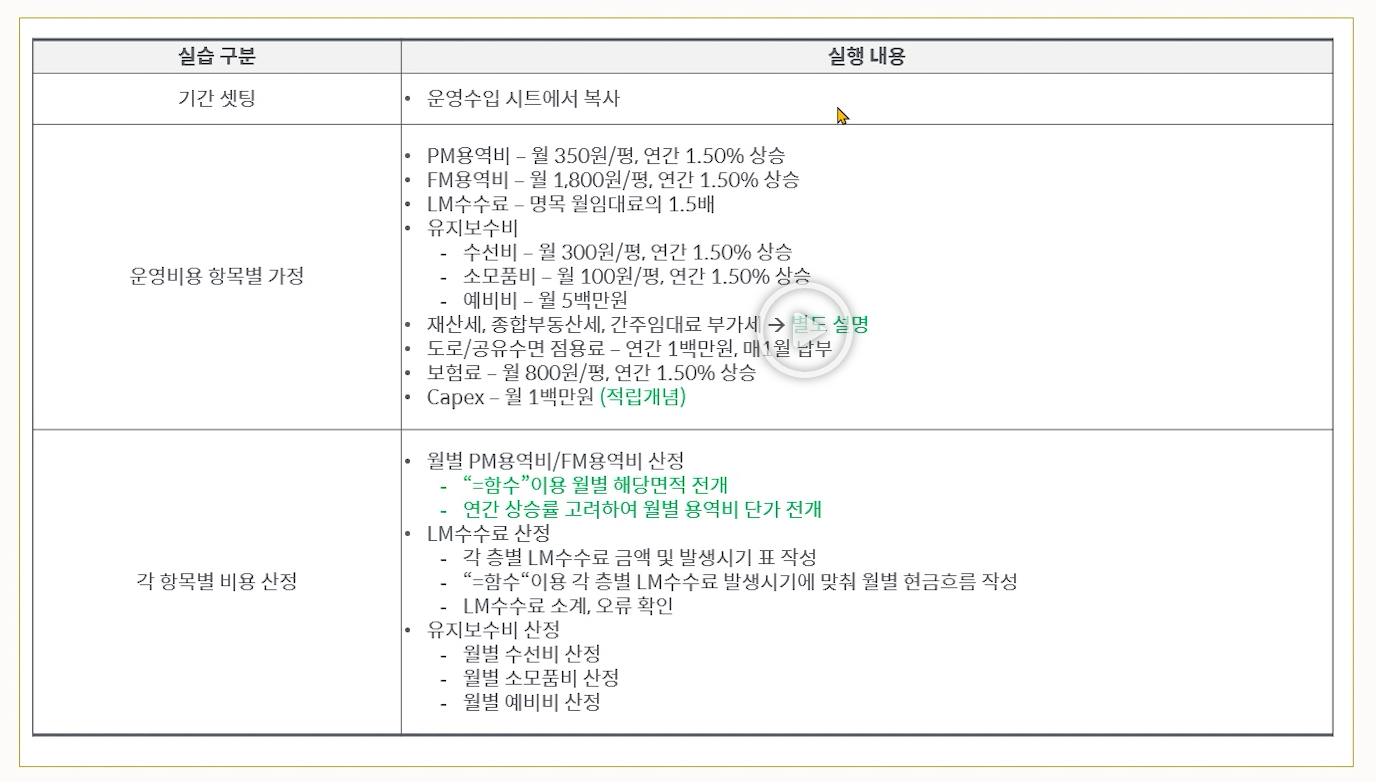 실습 구분
실행 내용
기간 셋팅
• 운영수입 시트에서 복사
운영비용 항목별 가정
• PM용역비 – 월 350원/평, 연간 1.50% 상승
• FM용역비 – 월 1,800원/평, 연간 1.50% 상승
• LM수수료 – 명목 월임대료의 1.5배
• 유지보수비
- 수선비 – 월 300원/평, 연간 1.50% 상승
- 소모품비 – 월 100원/평, 연간 1.50% 상승
- 예비비 – 월 5백만원
• 재산세, 종합부동산세, 간주임대료 부가세 → 별도 설명
• 도로/공유수면 점용료 – 연간 1백만원, 매1월 납부
• 보험료 – 월 800원/평, 연간 1.50% 상승
• Capex – 월 1백만원 (적립개념)
각 항목별 비용 산정
• 월별 PM용역비/FM용역비 산정
- “=함수”이용 월별 해당면적 전개
- 연간 상승률 고려하여 월별 용역비 단가 전개
• LM수수료 산정
- 각 층별 LM수수료 금액 및 발생시기 표 작성
- “=함수“이용 각 층별 LM수수료 발생시기에 맞춰 월별 현금흐름 작성
- LM수수료 소계, 오류 확인
• 유지보수비 산정
- 월별 수선비 산정
- 월별 소모품비 산정
- 월별 예비비 산정